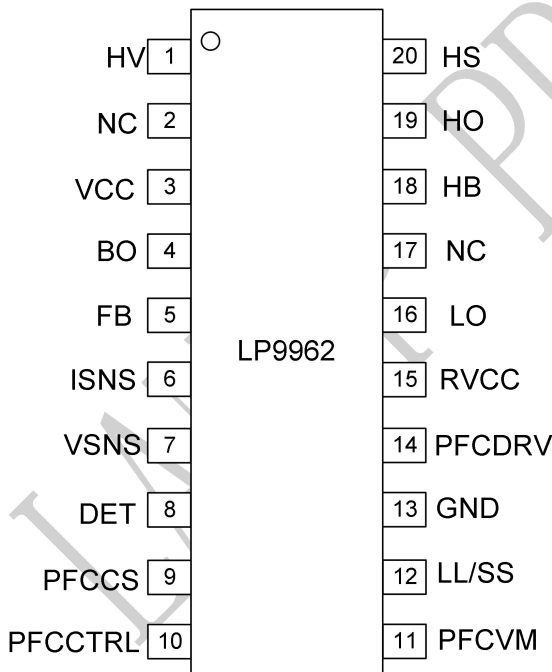 HV 1 20 HS
NC 2 19 HO
VCC 3 18 HB
BO 4 17 NC
FB 5 16 LO
LP9962
ISNS 6 15 RVCC
VSNS 7 14 PFCDRV
DET 8 13 GND
PFCCS 9 12 LL/SS
PFCCTRL 10 11 PFCVM